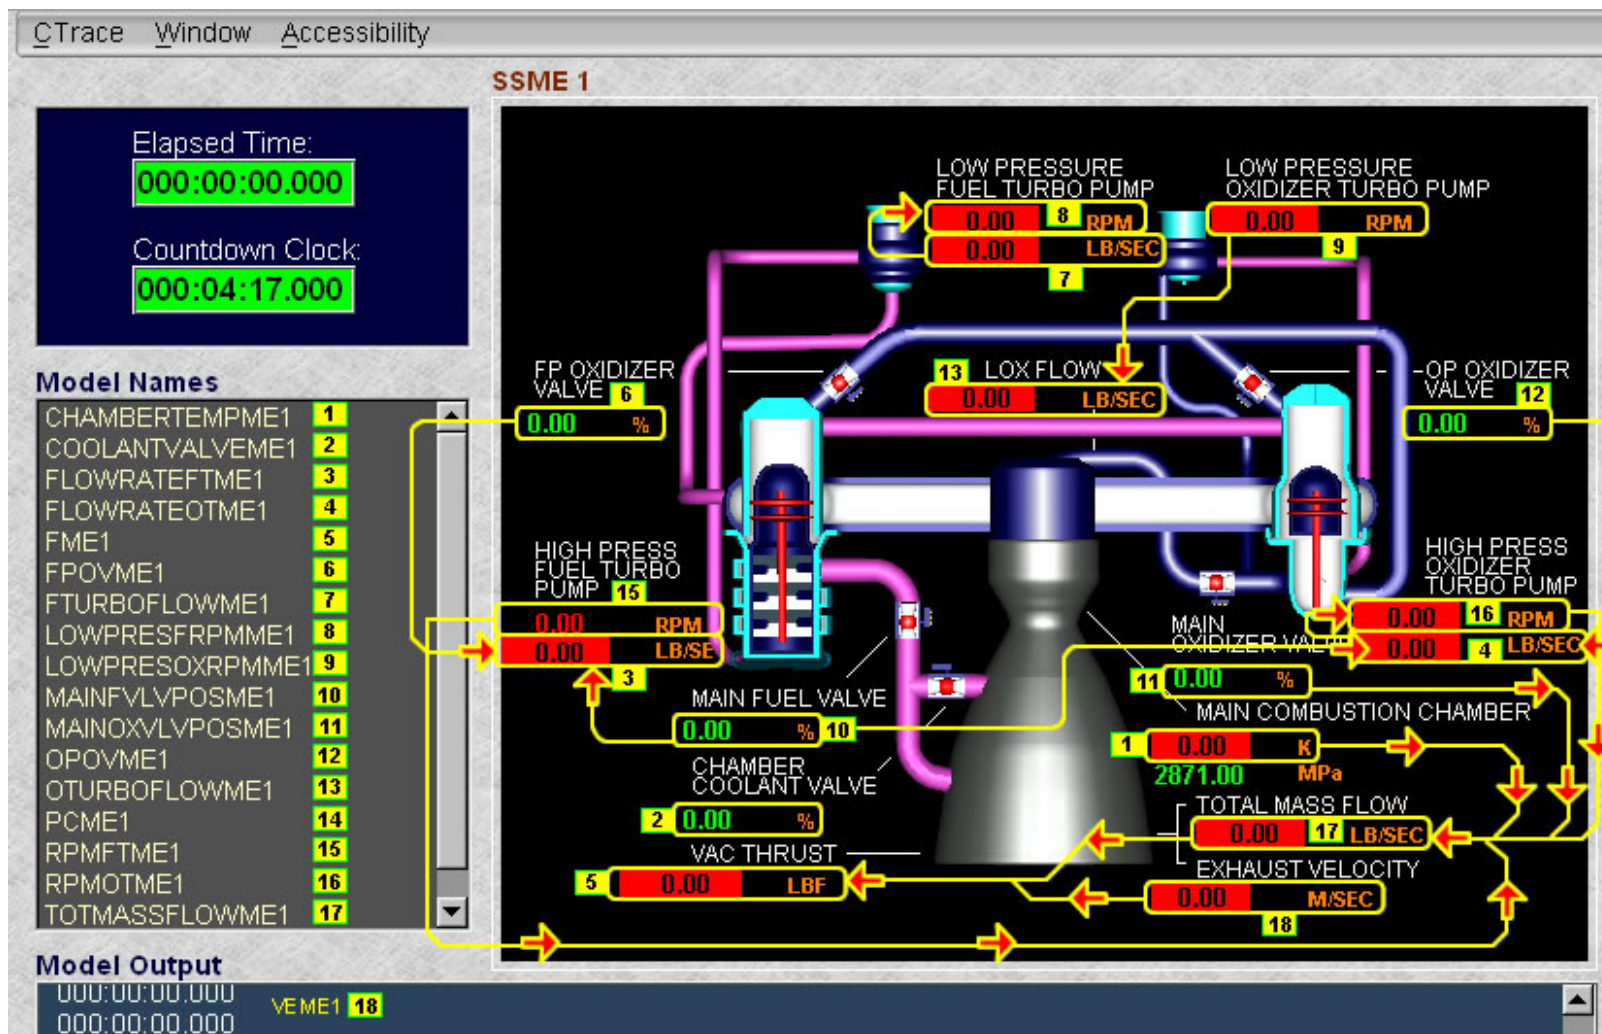 CTrace Window Accessibility
SSME 1
Elapsed Time:
000:00:00.000
Countdown Clock:
000:04:17.000
Model Names
CHAMBERTEMPME1 1
COOLANTVALVEME1 2
FLOWRATEFTME1 3
FLOWRATEOTME1 4
FME1 5
FPOVME1 6
FTURBOFLOWME1 7
LOWPRESFRPMME1 8
LOWPRESOXRPMME1 9
MAINFVLVPOSME1 10
MAINOXVLVPOSME1 11
OPOVME1 12
OTURBOFLOWME1 13
PCME1 14
RPMFTME1 15
RPMOTME1 16
TOTMASSFLOWME1 17
Model Output
000:00:00.000
VEME1 18
000:00:00.000
LOW PRESSURE
FUEL TURBO PUMP
0.00 8 RPM
0.00 LB/SEC
7
LOW PRESSURE
OXIDIZER TURBO PUMP
0.00 RPM
9
FP OXIDIZER
VALVE 6
0.00 %
13 LOX FLOW
0.00 LB/SEC
OP OXIDIZER
VALVE 12
0.00 %
HIGH PRESS
FUEL TURBO
PUMP 15
0.00 RPM
0.00 LB/SE
3
HIGH PRESS
OXIDIZER
TURBO PUMP
0.00 16 RPM
0.00 4 LB/SEC
MAIN
OXIDIZER VALVE
11 0.00 %
MAIN FUEL VALVE
0.00 % 10
MAIN COMBUSTION CHAMBER
1 0.00 K
2871.00 MPa
CHAMBER
COOLANT VALVE
2 0.00 %
TOTAL MASS FLOW
0.00 17 LB/SEC
VAC THRUST
5 0.00 LBF
EXHAUST VELOCITY
0.00 M/SEC
18